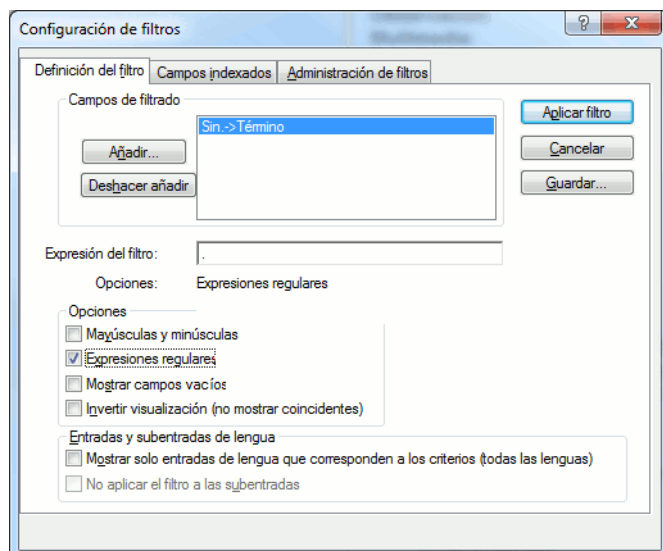 Configuración de filtros
Definición del filtro
Campos indexados
Administración de filtros
Campos de filtrado
Sin.->Término
Añadir...
Deshacer añadir
Aplicar filtro
Cancelar
Guardar...
Expresión del filtro:
.
Opciones:
Expresiones regulares
Opciones
Mayúsculas y minúsculas
Expresiones regulares
Mostrar campos vacíos
Invertir visualización (no mostrar coincidentes)
Entradas y subentradas de lengua
Mostrar solo entradas de lengua que corresponden a los criterios (todas las lenguas)
No aplicar el filtro a las subentradas